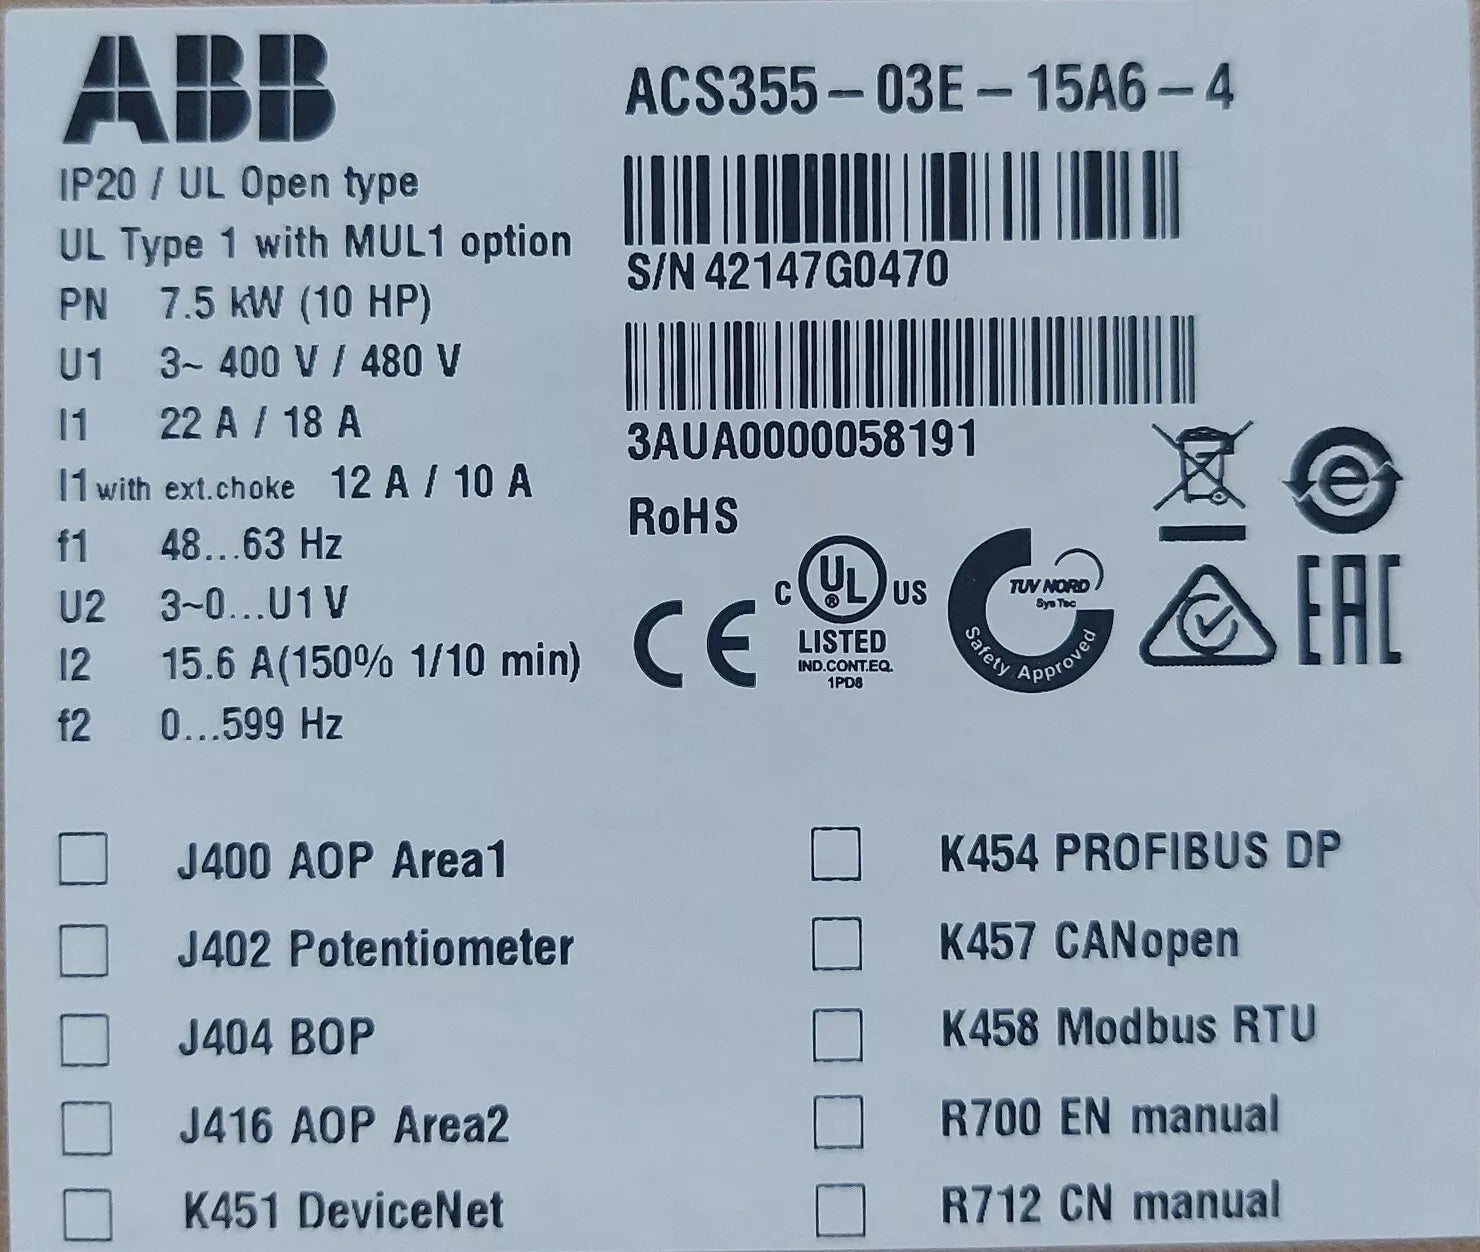 ABB
ACS355-03E-15A6-4
IP20 / UL Open type
UL Type 1 with MUL1 option
PN 7.5 kW (10 HP)
U1 3~ 400 V / 480 V
I1 22 A / 18 A
I1 with ext.choke 12 A / 10 A
f1 48...63 Hz
U2 3~0...U1 V
I2 15.6 A(150% 1/10 min)
f2 0...599 Hz
S/N 42147G0470
3AUA0000058191
RoHS
CE
C UL ® US
LISTED
IND.CONT.EQ.
1PD8
TUV NORD
SysTec
Safety Approved
e
EAC
J400 AOP Area1
J402 Potentiometer
J404 BOP
J416 AOP Area2
K451 DeviceNet
K454 PROFIBUS DP
K457 CANopen
K458 Modbus RTU
R700 EN manual
R712 CN manual